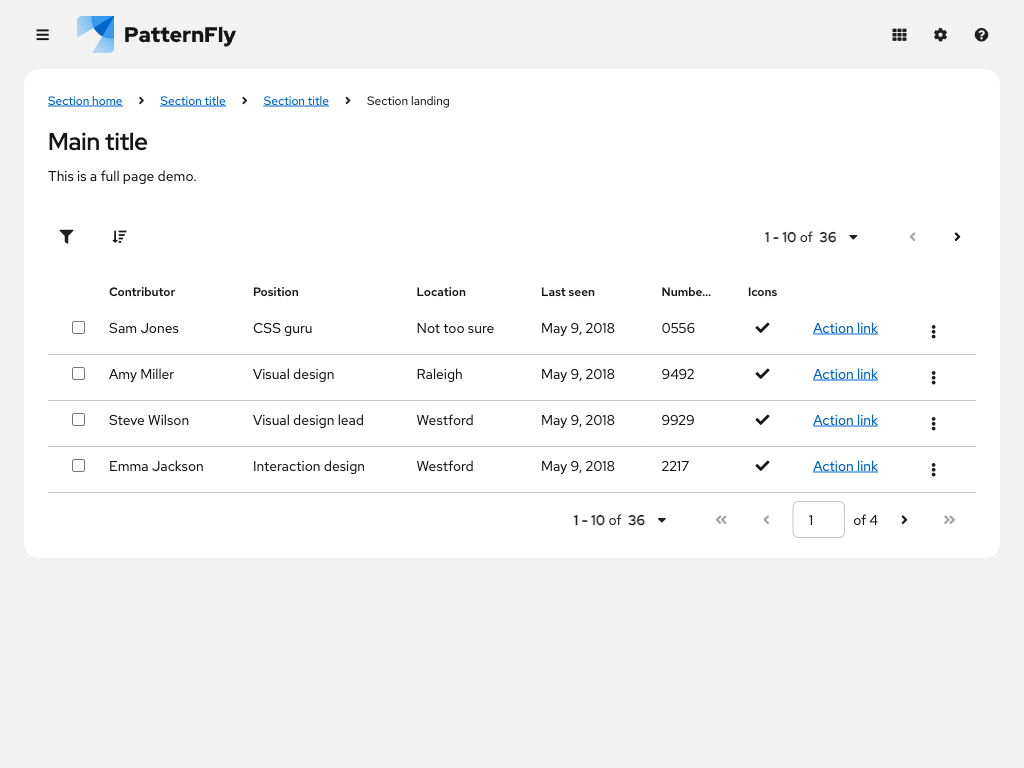 PatternFly
Section home Section title Section title Section landing
Main title
This is a full page demo.
1 - 10 of 36
Contributor Position Location Last seen Numbe... Icons
Sam Jones CSS guru Not too sure May 9, 2018 0556 Action link
Amy Miller Visual design Raleigh May 9, 2018 9492 Action link
Steve Wilson Visual design lead Westford May 9, 2018 9929 Action link
Emma Jackson Interaction design Westford May 9, 2018 2217 Action link
1 - 10 of 36 1 of 4